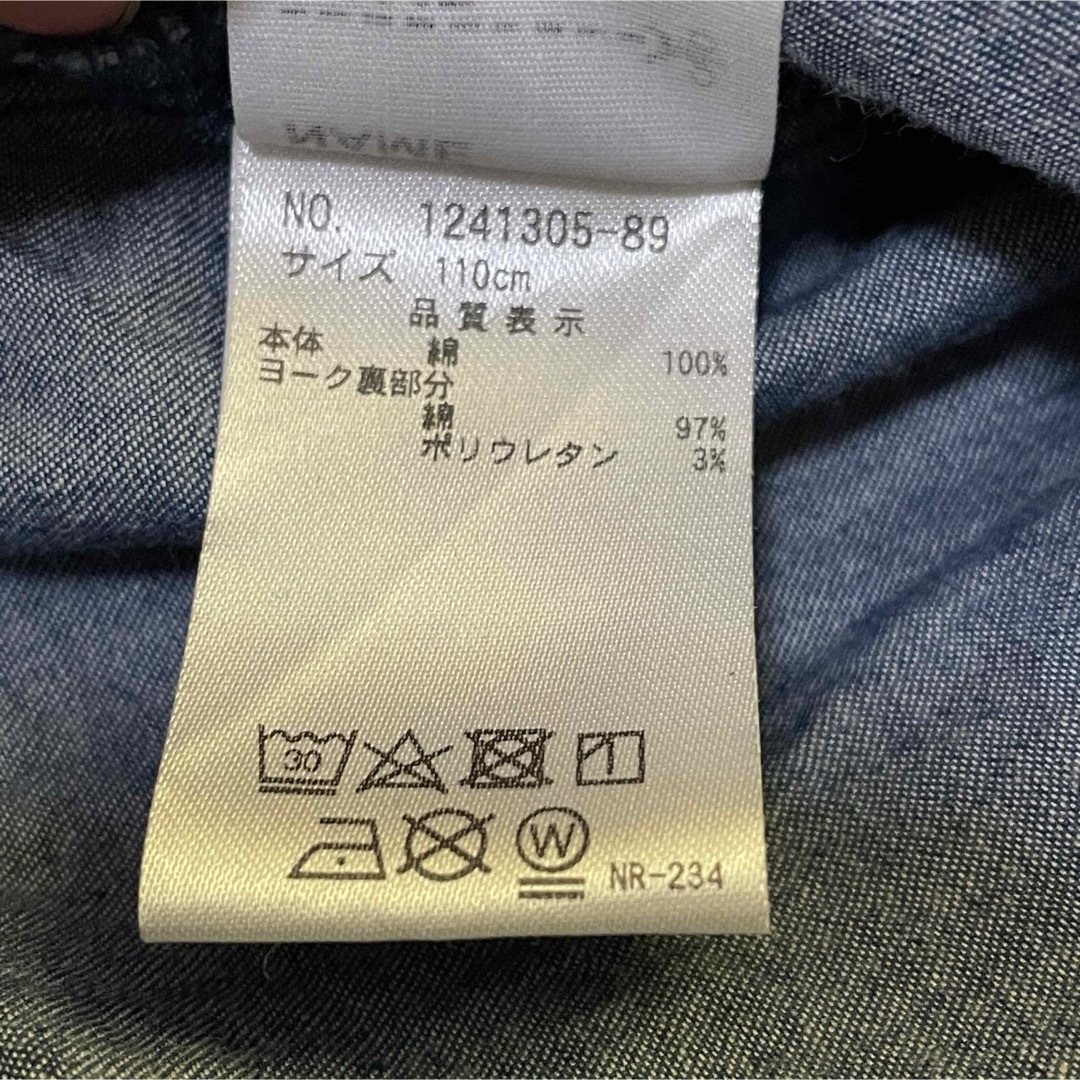 NO. 1241305-89
サイズ 110cm
品質表示
本体 綿 100%
ヨーク裏部分
綿 97%
ポリウレタン 3%
30
W
NR-234